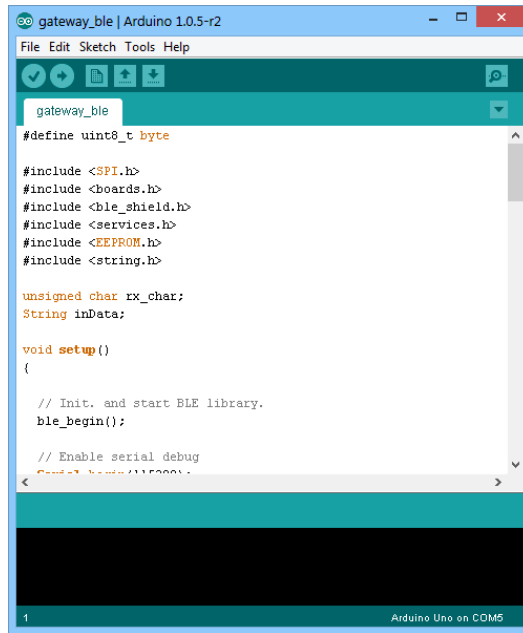 gateway_ble | Arduino 1.0.5-r2
File Edit Sketch Tools Help
gateway_ble
#define uint8_t byte
#include <SPI.h>
#include <boards.h>
#include <ble_shield.h>
#include <services.h>
#include <EEPROM.h>
#include <string.h>
unsigned char rx_char;
String inData;
void setup()
{
// Init. and start BLE library.
ble_begin();
// Enable serial debug
1
Arduino Uno on COM5